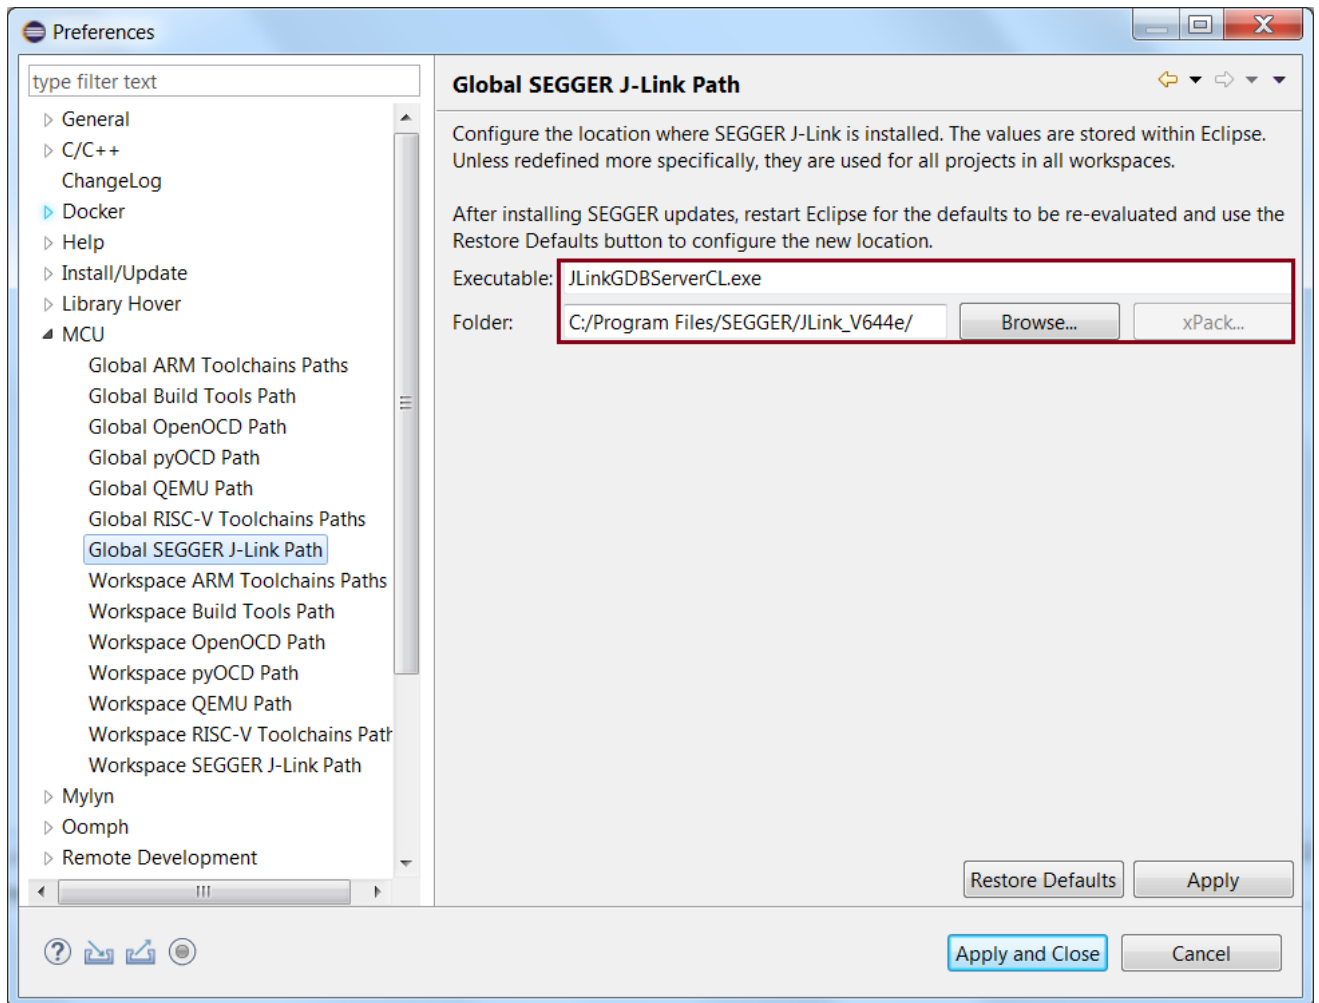 Preferences
type filter text
General
C/C++
ChangeLog
Docker
Help
Install/Update
Library Hover
MCU
Global ARM Toolchains Paths
Global Build Tools Path
Global OpenOCD Path
Global pyOCD Path
Global QEMU Path
Global RISC-V Toolchains Paths
Global SEGGER J-Link Path
Workspace ARM Toolchains Paths
Workspace Build Tools Path
Workspace OpenOCD Path
Workspace pyOCD Path
Workspace QEMU Path
Workspace RISC-V Toolchains Path
Workspace SEGGER J-Link Path
Mylyn
Oomph
Remote Development
Global SEGGER J-Link Path
Configure the location where SEGGER J-Link is installed. The values are stored within Eclipse.
Unless redefined more specifically, they are used for all projects in all workspaces.
After installing SEGGER updates, restart Eclipse for the defaults to be re-evaluated and use the
Restore Defaults button to configure the new location.
Executable: JLinkGDBServerCL.exe
Folder: C:/Program Files/SEGGER/JLink_V644e/ Browse... xPack...
Restore Defaults Apply
Apply and Close Cancel